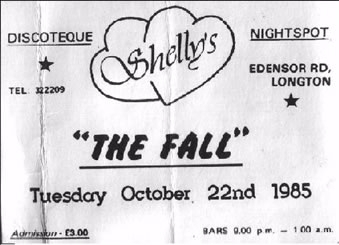 DISCOTEQUE
★
TEL: 322209
Shelly's
NIGHTSPOT
EDENSOR RD,
LONGTON
★
"THE FALL"
Tuesday October 22nd 1985
Admission - £3.00
BARS 9.00 p.m. - 1.00 a.m.